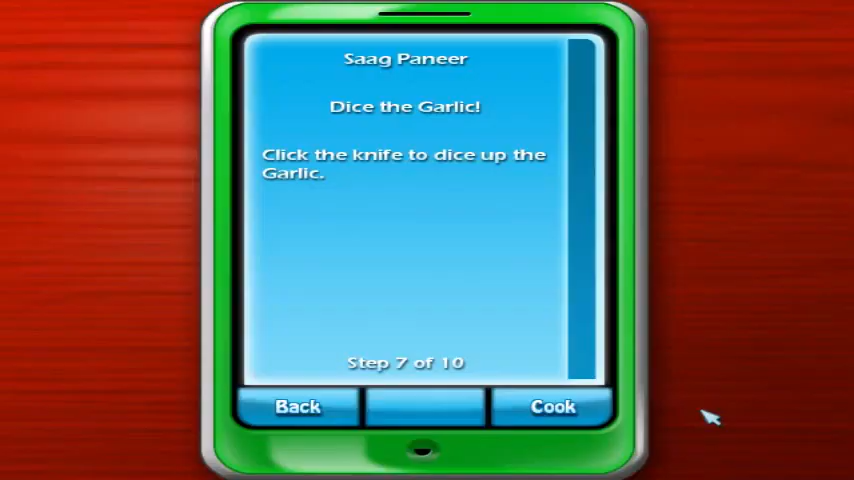 Saag Paneer
Dice the Garlic!
Click the knife to dice up the
Garlic.
Step 7 of 10
Back
Cook